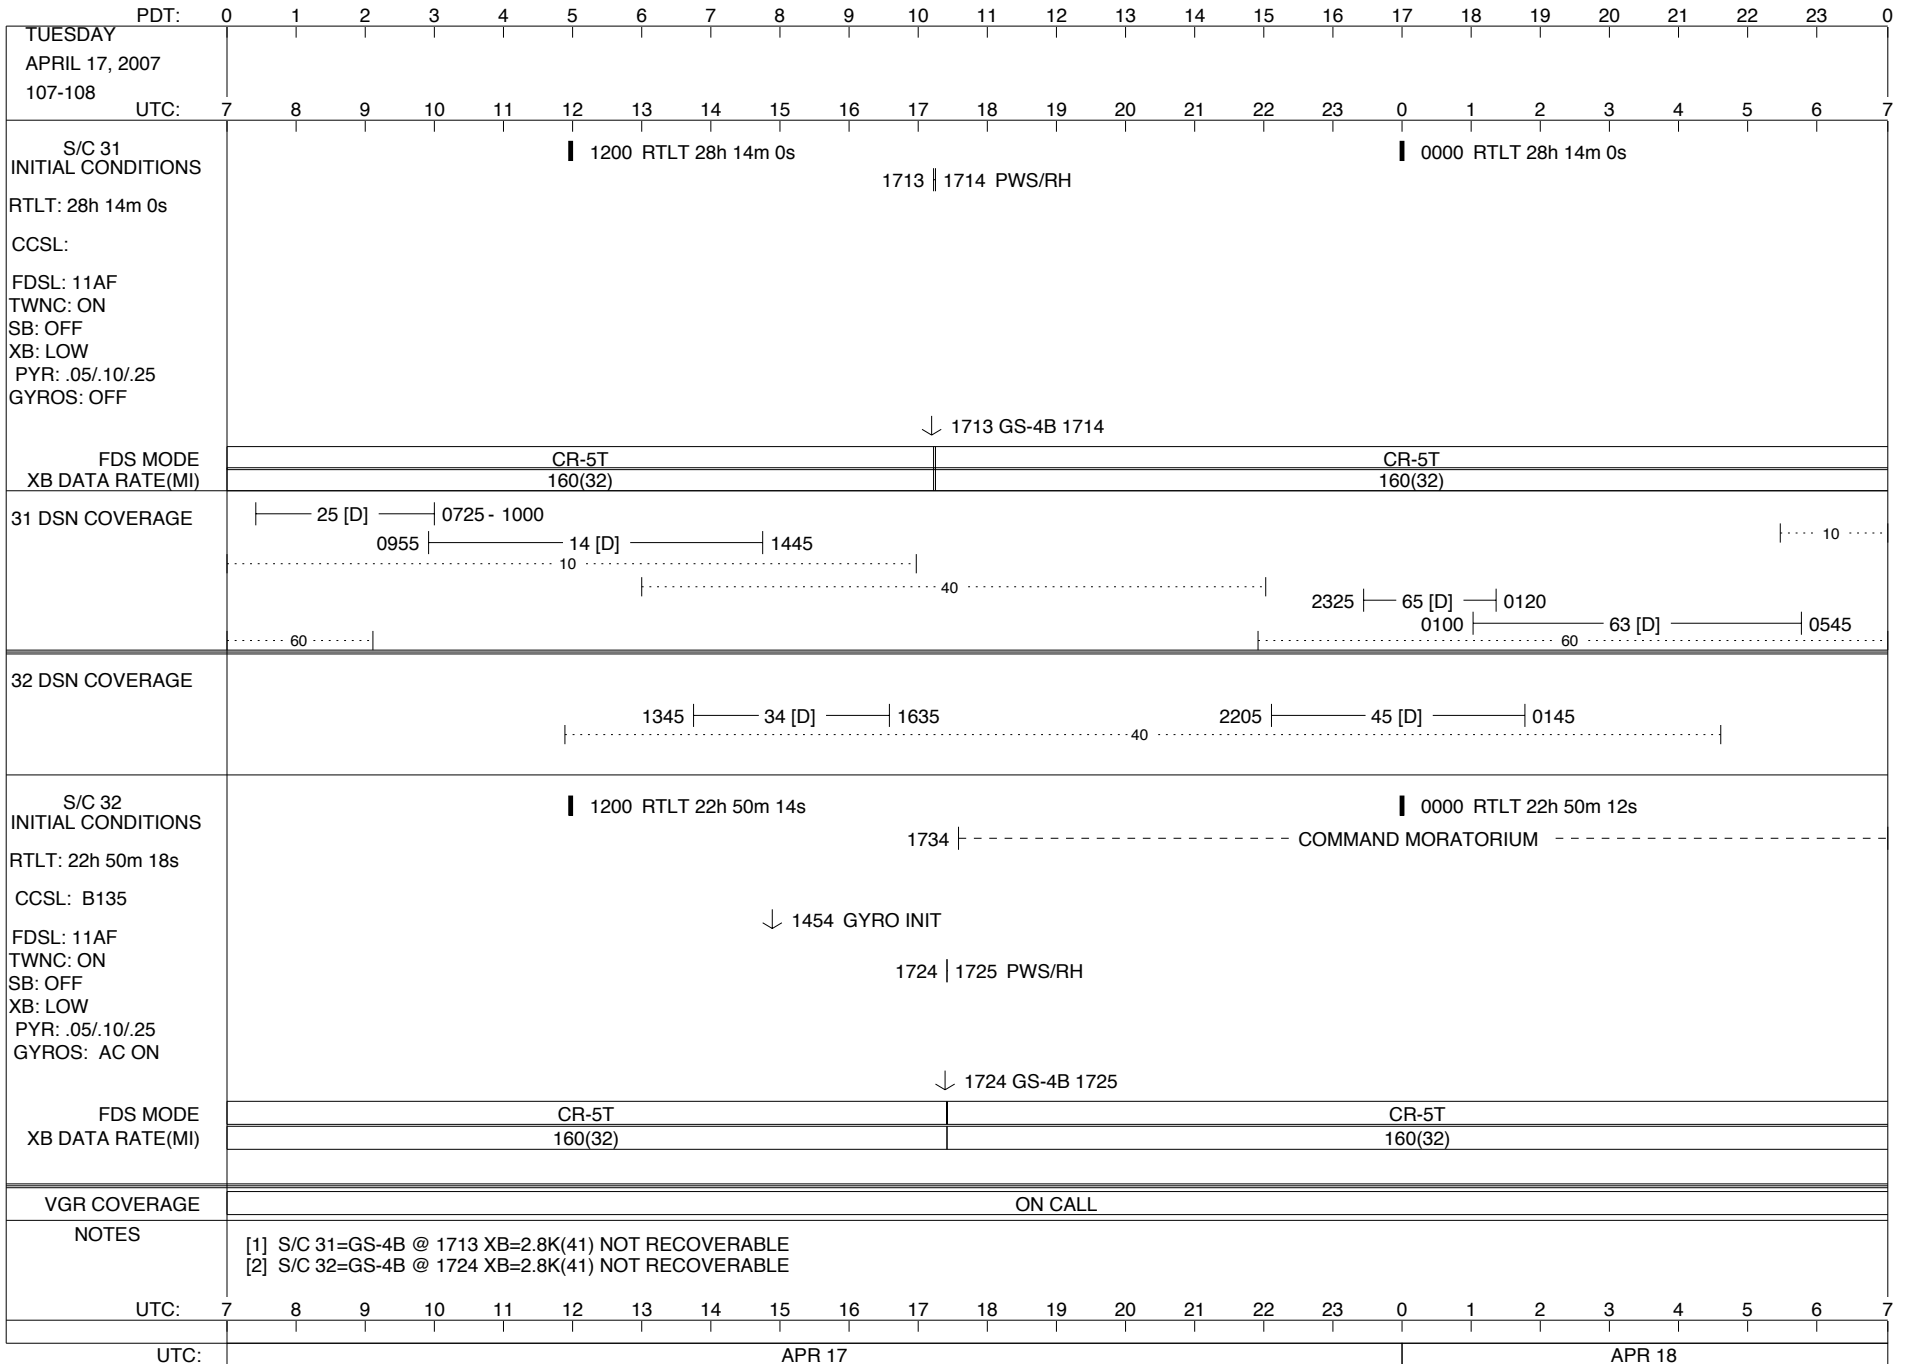 PDT: 0 1 2 3 4 5 6 7 8 9 10 11 12 13 14 15 16 17 18 19 20 21 22 23 0
TUESDAY
APRIL 17, 2007
107-108
UTC: 7 8 9 10 11 12 13 14 15 16 17 18 19 20 21 22 23 0 1 2 3 4 5 6 7
S/C 31
INITIAL CONDITIONS
1200 RTLT 28h 14m 0s
0000 RTLT 28h 14m 0s
1713 1714 PWS/RH
RTLT: 28h 14m 0s
CCSL:
FDSL: 11AF
TWNC: ON
SB: OFF
XB: LOW
PYR: .05/.10/.25
GYROS: OFF
1713 GS-4B 1714
FDS MODE CR-5T CR-5T
XB DATA RATE(MI) 160(32) 160(32)
31 DSN COVERAGE
25 [D] 0725 - 1000
10
0955 14 [D] 1445
10
40
2325 65 [D] 0120
0100 63 [D] 0545
60 60
32 DSN COVERAGE
1345 34 [D] 1635 2205 45 [D] 0145
40
S/C 32
INITIAL CONDITIONS
1200 RTLT 22h 50m 14s
0000 RTLT 22h 50m 12s
1734 COMMAND MORATORIUM
RTLT: 22h 50m 18s
CCSL: B135
1454 GYRO INIT
FDSL: 11AF
TWNC: ON
1724 1725 PWS/RH
SB: OFF
XB: LOW
PYR: .05/.10/.25
GYROS: AC ON
1724 GS-4B 1725
FDS MODE CR-5T CR-5T
XB DATA RATE(MI) 160(32) 160(32)
VGR COVERAGE ON CALL
NOTES
[1] S/C 31=GS-4B @ 1713 XB=2.8K(41) NOT RECOVERABLE
[2] S/C 32=GS-4B @ 1724 XB=2.8K(41) NOT RECOVERABLE
UTC: 7 8 9 10 11 12 13 14 15 16 17 18 19 20 21 22 23 0 1 2 3 4 5 6 7
UTC: APR 17 APR 18